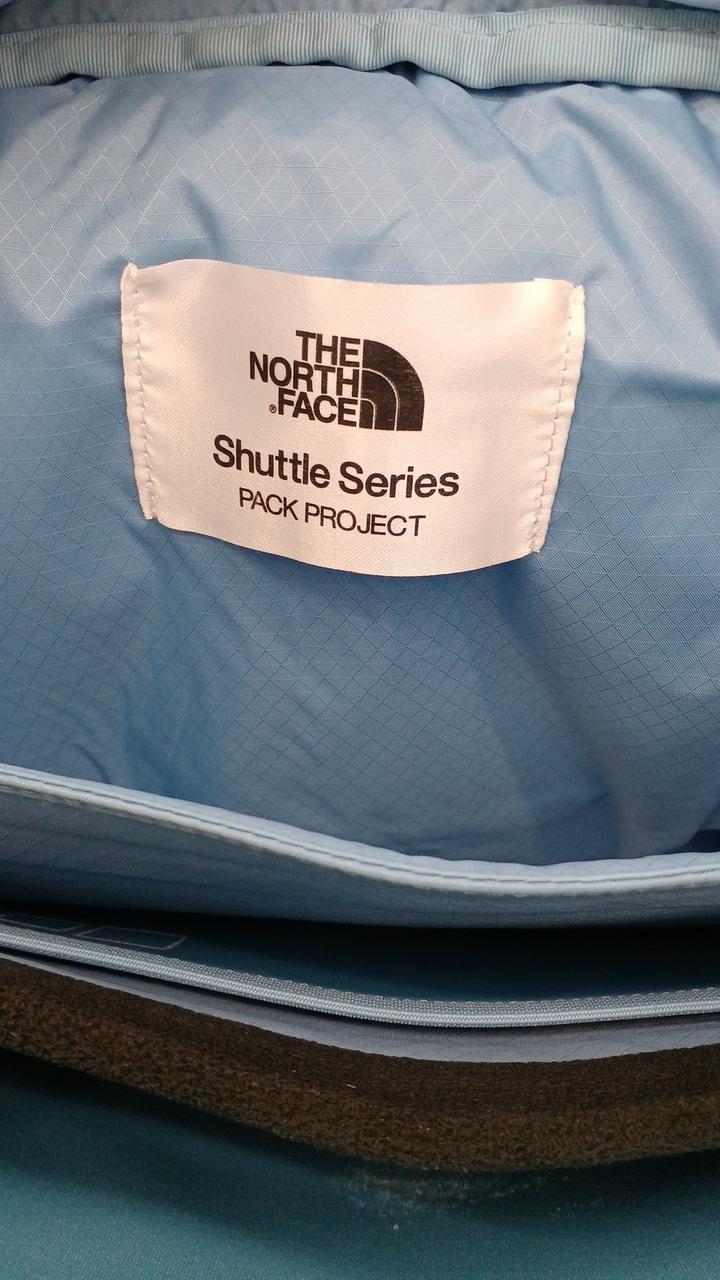 THE
NORTH
®FACE
Shuttle Series
PACK PROJECT